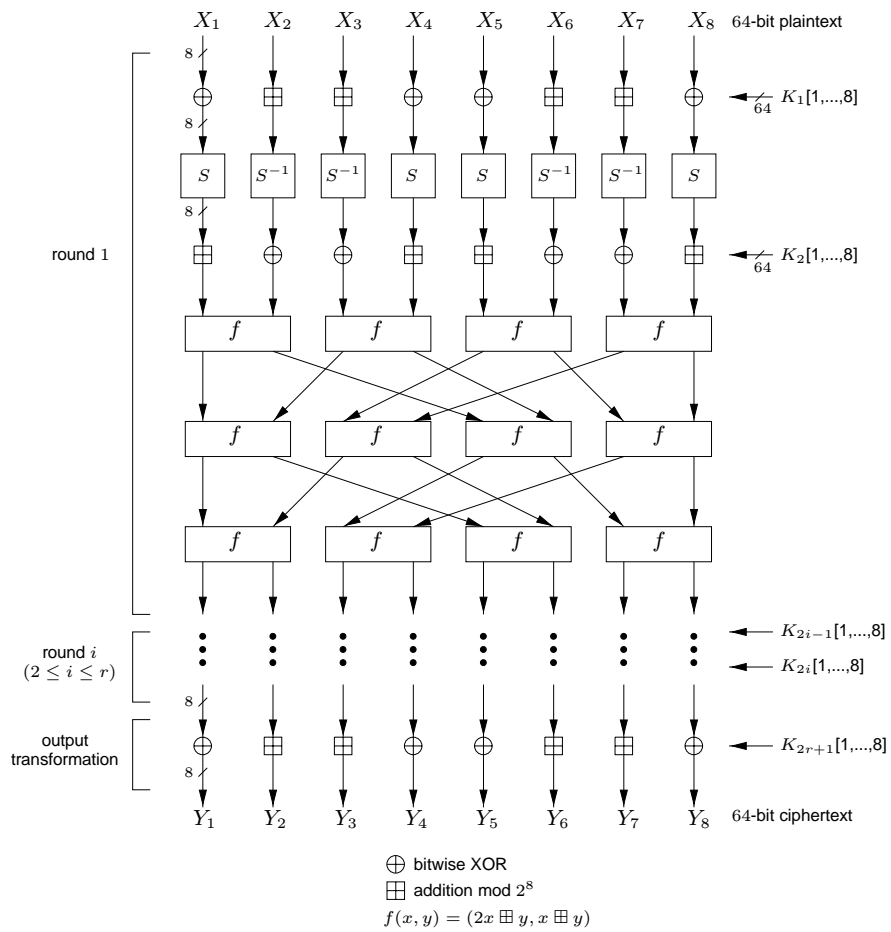 X₁ X₂ X₃ X₄ X₅ X₆ X₇ X₈ 64-bit plaintext
8
K₁[1,...,8]
64
8
S S⁻¹ S⁻¹ S S S⁻¹ S⁻¹ S
8
round 1
K₂[1,...,8]
64
f f f f
f f f f
f f f f
K₂ᵢ₋₁[1,...,8]
round i
(2 ≤ i ≤ r)
K₂ᵢ[1,...,8]
8
output
transformation
⊕ ⊞ ⊞ ⊕ ⊕ ⊞ ⊞ ⊕ K₂ᵣ₊₁[1,...,8]
8
Y₁ Y₂ Y₃ Y₄ Y₅ Y₆ Y₇ Y₈ 64-bit ciphertext
⊕ bitwise XOR
⊞ addition mod 2⁸
f(x, y) = (2x ⊞ y, x ⊞ y)